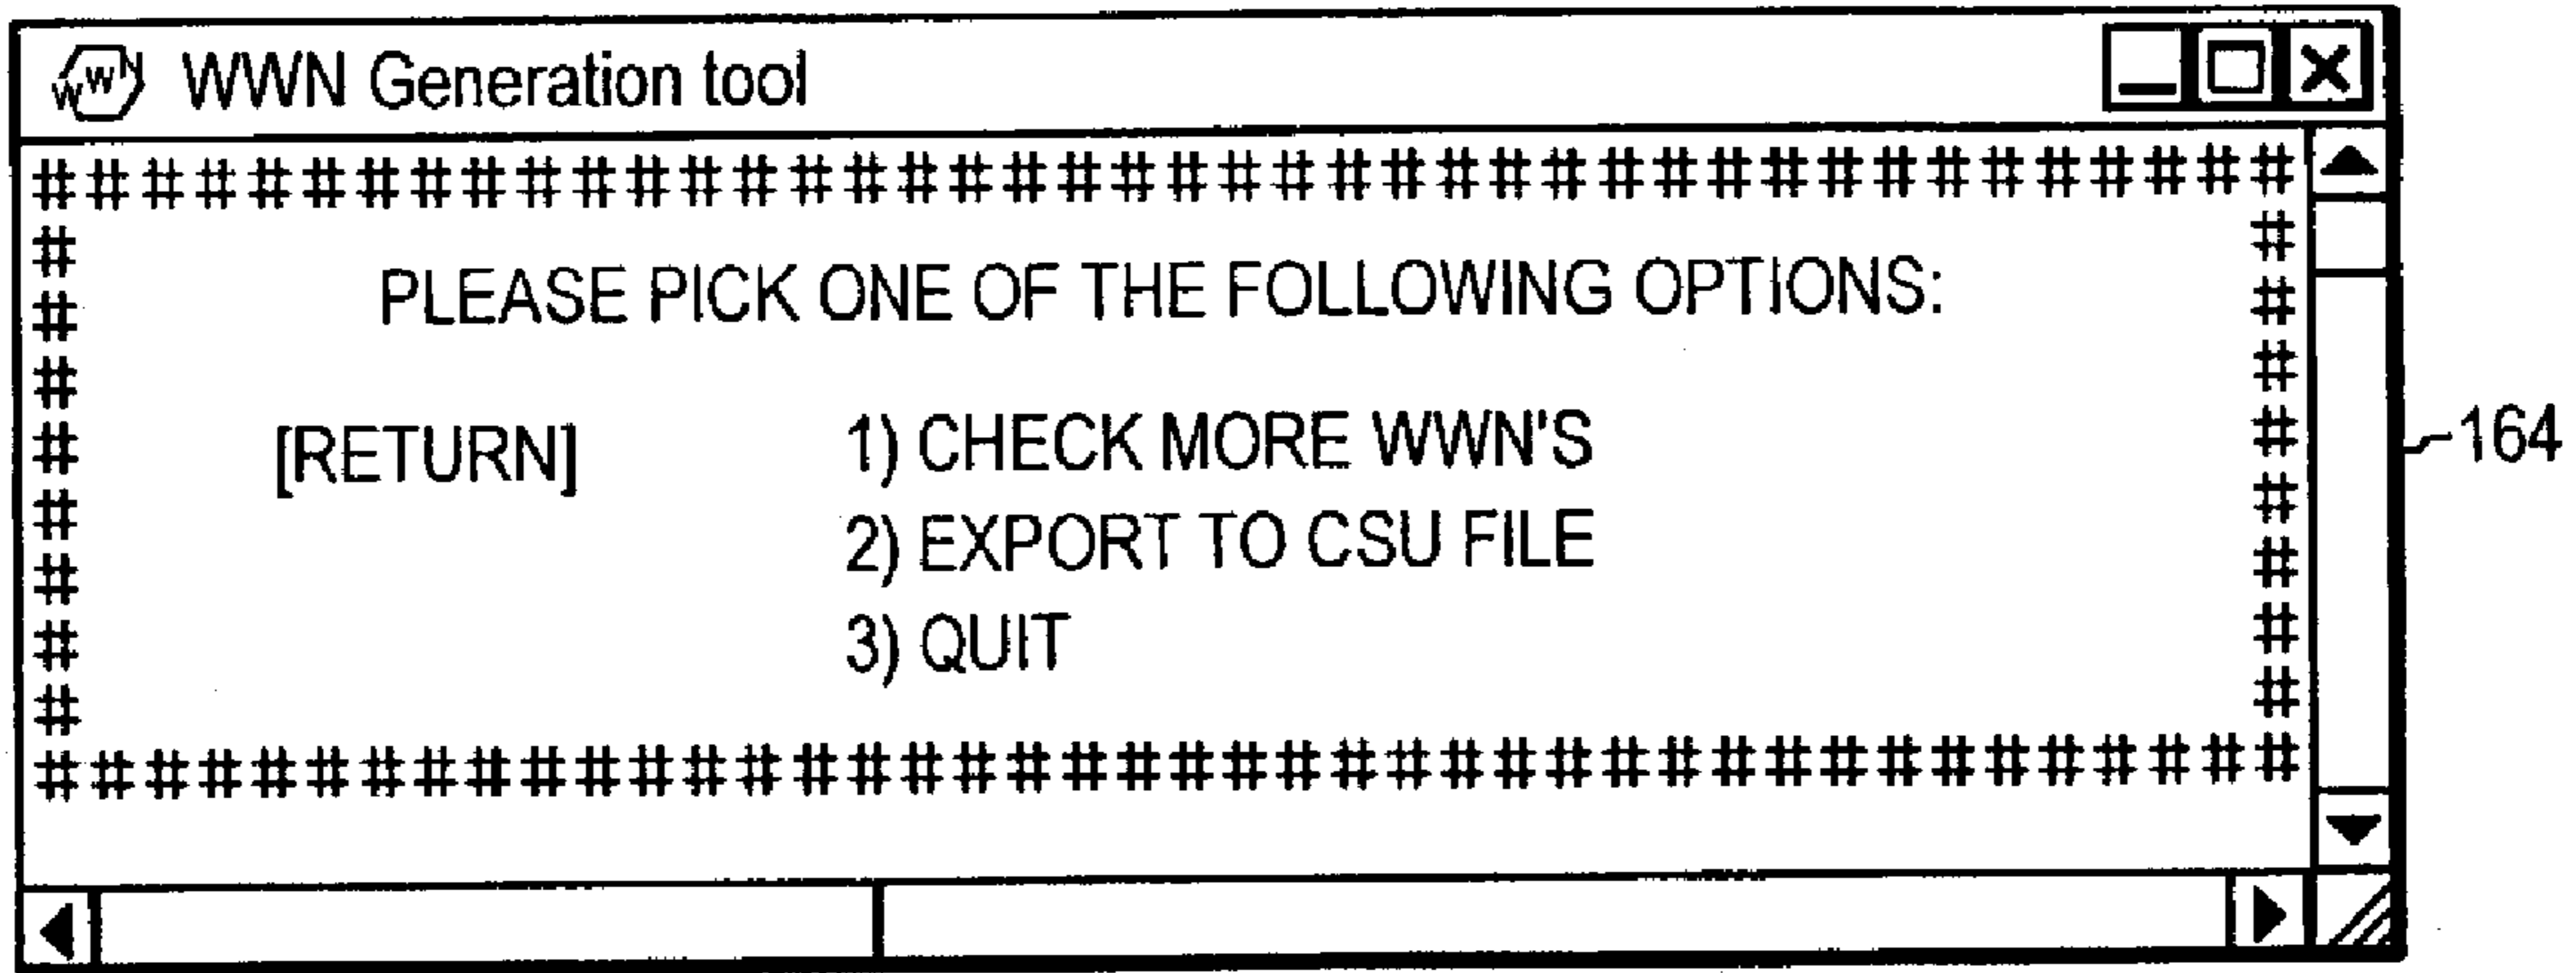 WWN WWN Generation tool
##########################################
# #
# PLEASE PICK ONE OF THE FOLLOWING OPTIONS: #
# #
# [RETURN] 1) CHECK MORE WWN'S # 164
# 2) EXPORT TO CSU FILE #
# #
# 3) QUIT #
# #
##########################################